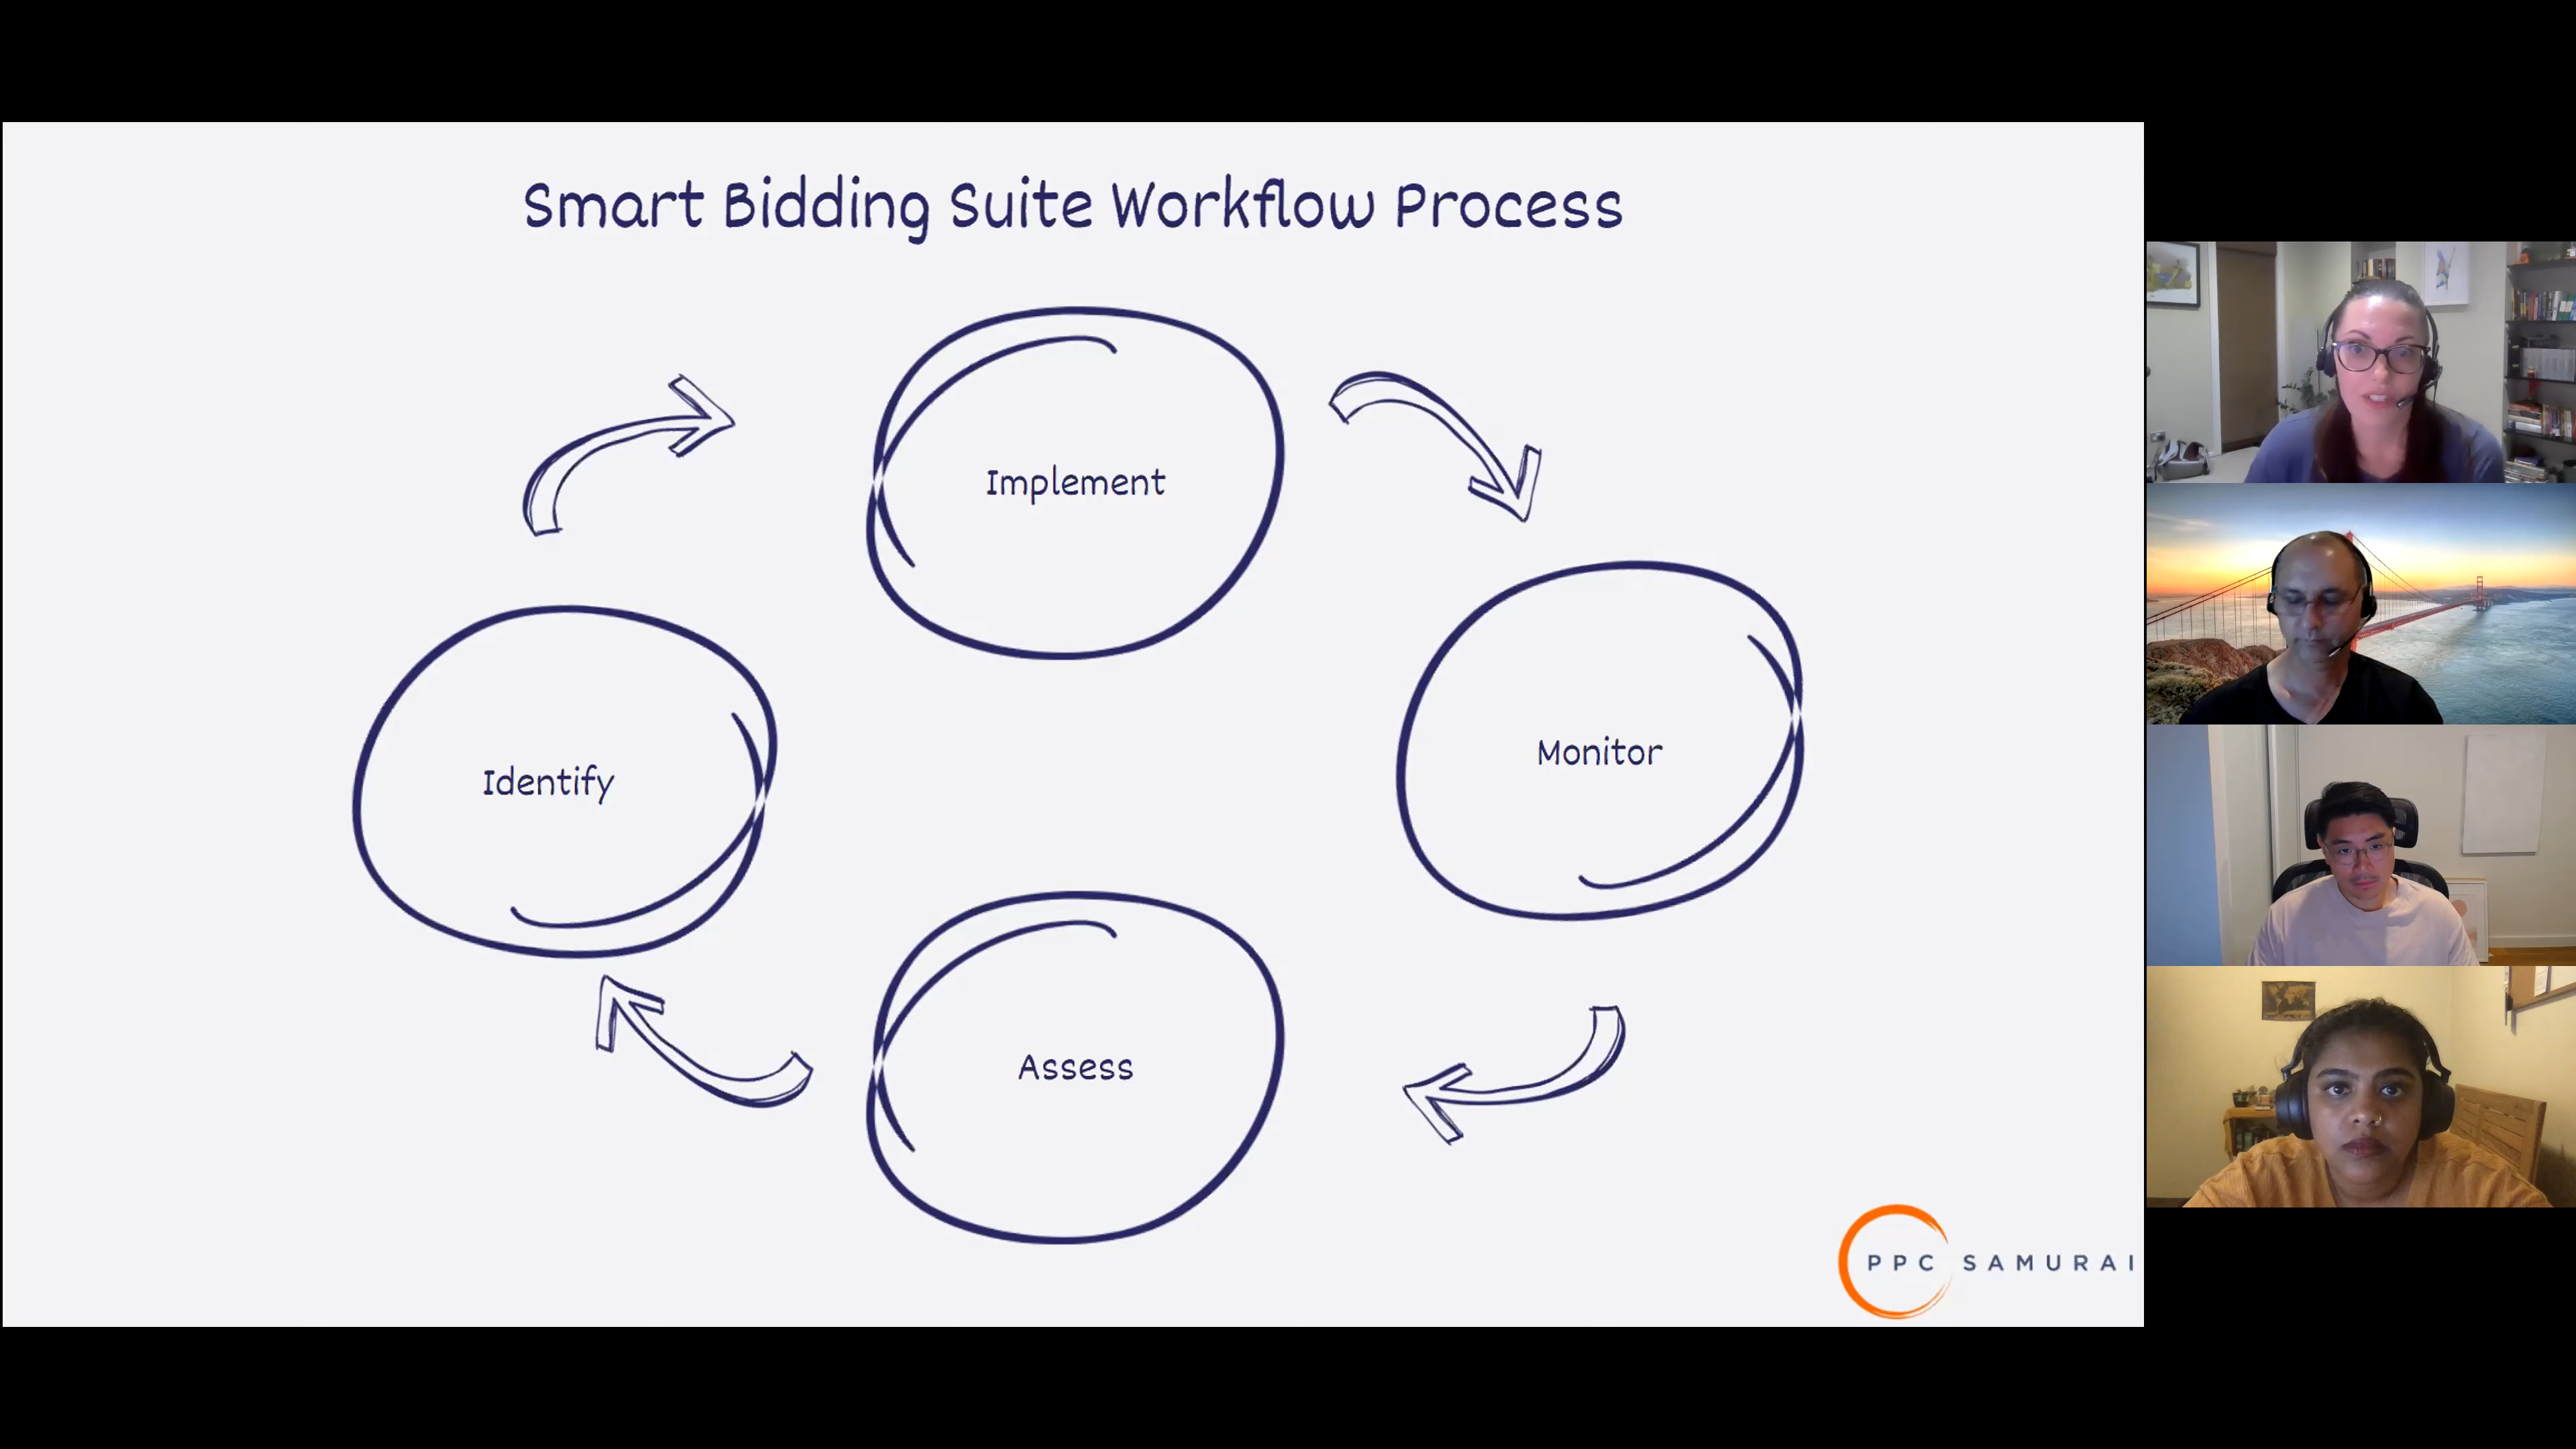 Smart Bidding Suite Workflow Process
Implement
Monitor
Identify
Assess
PPC SAMURAI